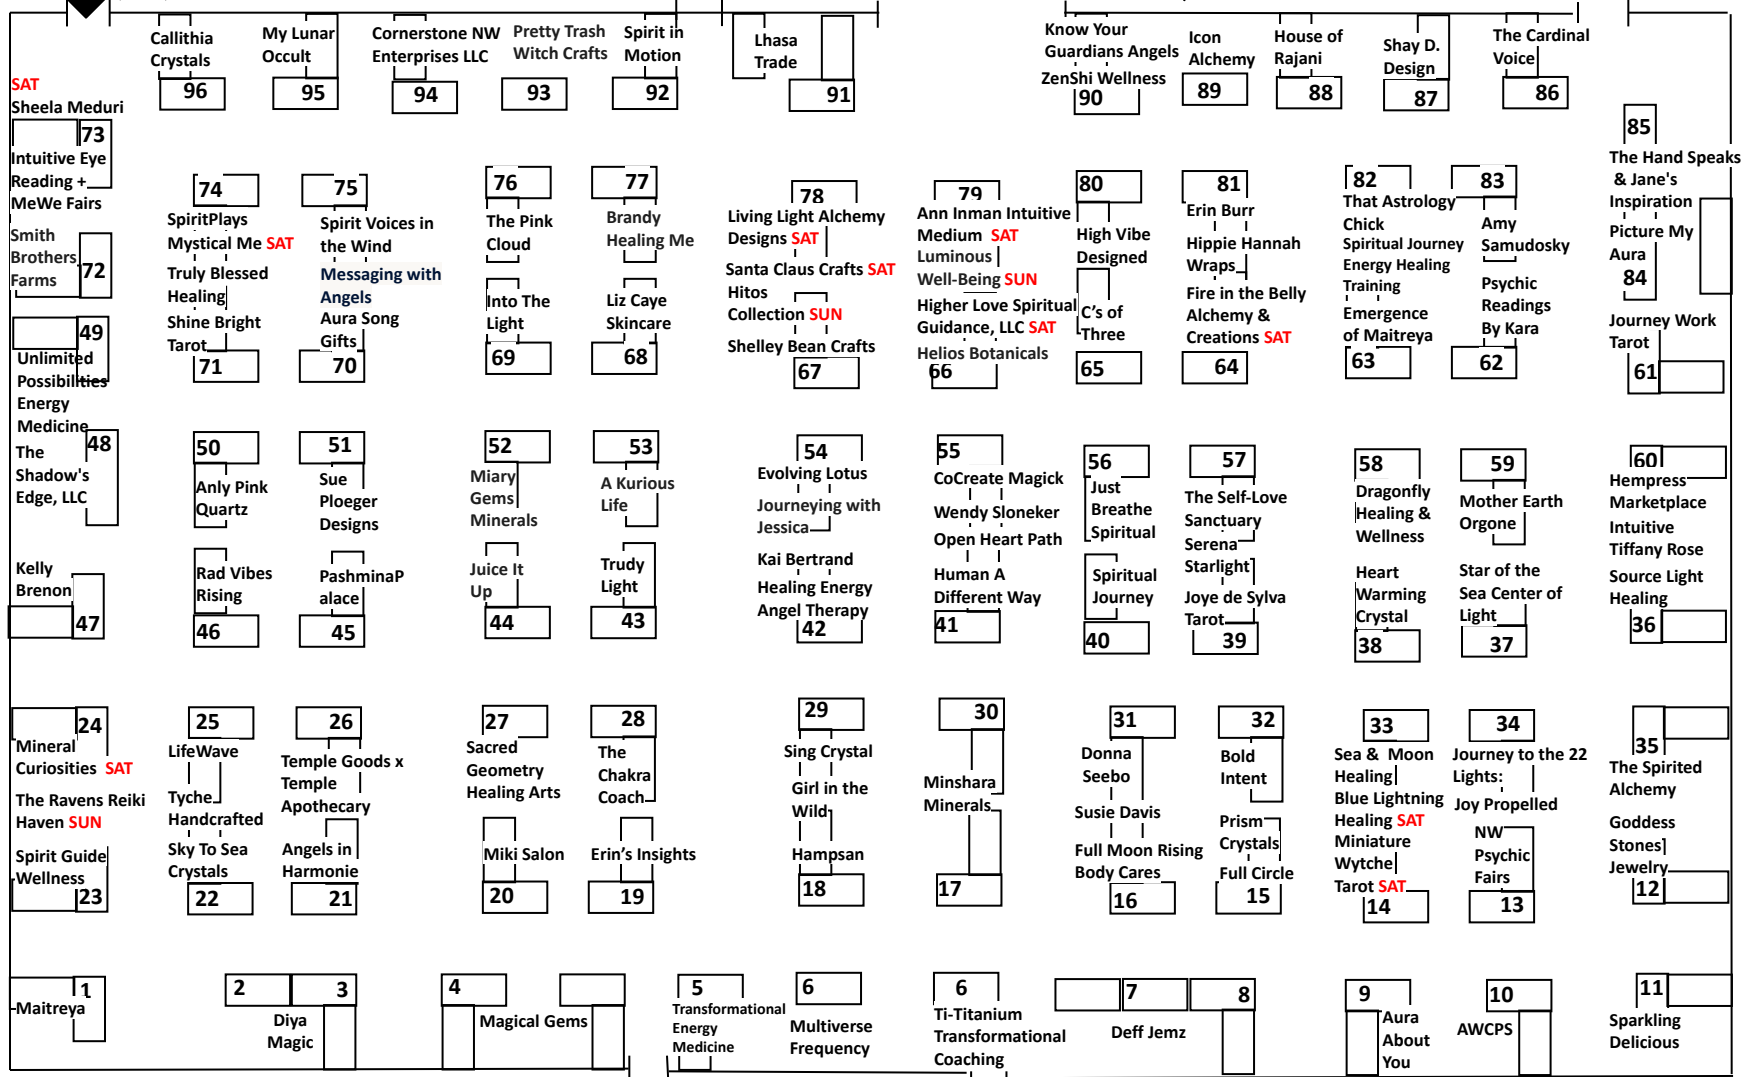 Callithia
Crystals
96
My Lunar
Occult
95
Cornerstone NW
Enterprises LLC
94
Pretty Trash
Witch Crafts
93
Spirit in
Motion
92
Lhasa
Trade
91
Know Your
Guardians Angels
ZenShi Wellness
90
Icon
Alchemy
89
House of
Rajani
88
Shay D.
Design
87
The Cardinal
Voice
86
SAT
Sheela Meduri
73
Intuitive Eye
Reading +
MeWe Fairs
Smith
Brothers
Farms
72
74
SpiritPlays
Mystical Me SAT
Truly Blessed
Healing
Shine Bright
Tarot
71
75
Spirit Voices in
the Wind
Messaging with
Angels
Aura Song
Gifts
70
76
The Pink
Cloud
Into The
Light
69
77
Brandy
Healing Me
Liz Caye
Skincare
68
78
Living Light Alchemy
Designs SAT
Santa Claus Crafts SAT
Hitos
Collection SUN
Shelley Bean Crafts
67
79
Ann Inman Intuitive
Medium SAT
Luminous
Well-Being SUN
Higher Love Spiritual
Guidance, LLC SAT
Helios Botanicals
66
80
High Vibe
Designed
C's of
Three
65
81
Erin Burr
Hippie Hannah
Wraps
Fire in the Belly
Alchemy &
Creations SAT
64
82
That Astrology
Chick
Spiritual Journey
Energy Healing
Training
Emergence
of Maitreya
63
83
Amy
Samudosky
Psychic
Readings
By Kara
62
85
The Hand Speaks
& Jane's
Inspiration
Picture My
Aura
84
Journey Work
Tarot
61
49
Unlimited
Possibilities
Energy
Medicine
48
The
Shadow's
Edge, LLC
Kelly
Brenon
47
50
Anly Pink
Quartz
Rad Vibes
Rising
46
51
Sue
Ploeger
Designs
PashminaP
alace
45
52
Miary
Gems
Minerals
Juice It
Up
44
53
A Kurious
Life
Trudy
Light
43
54
Evolving Lotus
Journeying with
Jessica
Kai Bertrand
Healing Energy
Angel Therapy
42
55
CoCreate Magick
Wendy Sloneker
Open Heart Path
Human A
Different Way
41
56
Just
Breathe
Spiritual
Spiritual
Journey
40
57
The Self-Love
Sanctuary
Serena
Starlight
Joye de Sylva
Tarot
39
58
Dragonfly
Healing &
Wellness
Heart
Warming
Crystal
38
59
Mother Earth
Orgone
Star of the
Sea Center of
Light
37
60
Hempress
Marketplace
Intuitive
Tiffany Rose
Source Light
Healing
36
24
Mineral
Curiosities SAT
The Ravens Reiki
Haven SUN
Spirit Guide
Wellness
23
25
LifeWave
Tyche
Handcrafted
Sky To Sea
Crystals
22
26
Temple Goods x
Temple
Apothecary
Angels in
Harmonie
21
27
Sacred
Geometry
Healing Arts
Miki Salon
20
28
The
Chakra
Coach
Erin's Insights
19
29
Sing Crystal
Girl in the
Wild
Hampsan
18
30
Minshara
Minerals
17
31
Donna
Seebo
Susie Davis
Full Moon Rising
Body Cares
16
32
Bold
Intent
Prism
Crystals
Full Circle
15
33
Sea & Moon
Healing
Blue Lightning
Healing SAT
Miniature
Wytche
Tarot SAT
14
34
Journey to the 22
Lights:
Joy Propelled
NW
Psychic
Fairs
13
35
The Spirited
Alchemy
Goddess
Stones
Jewelry
12
1
Maitreya
2
3
Diya
Magic
4
Magical Gems
5
Transformational
Energy
Medicine
6
Multiverse
Frequency
6
Ti-Titanium
Transformational
Coaching
7
8
Deff Jemz
9
Aura
About
You
10
AWCPS
11
Sparkling
Delicious